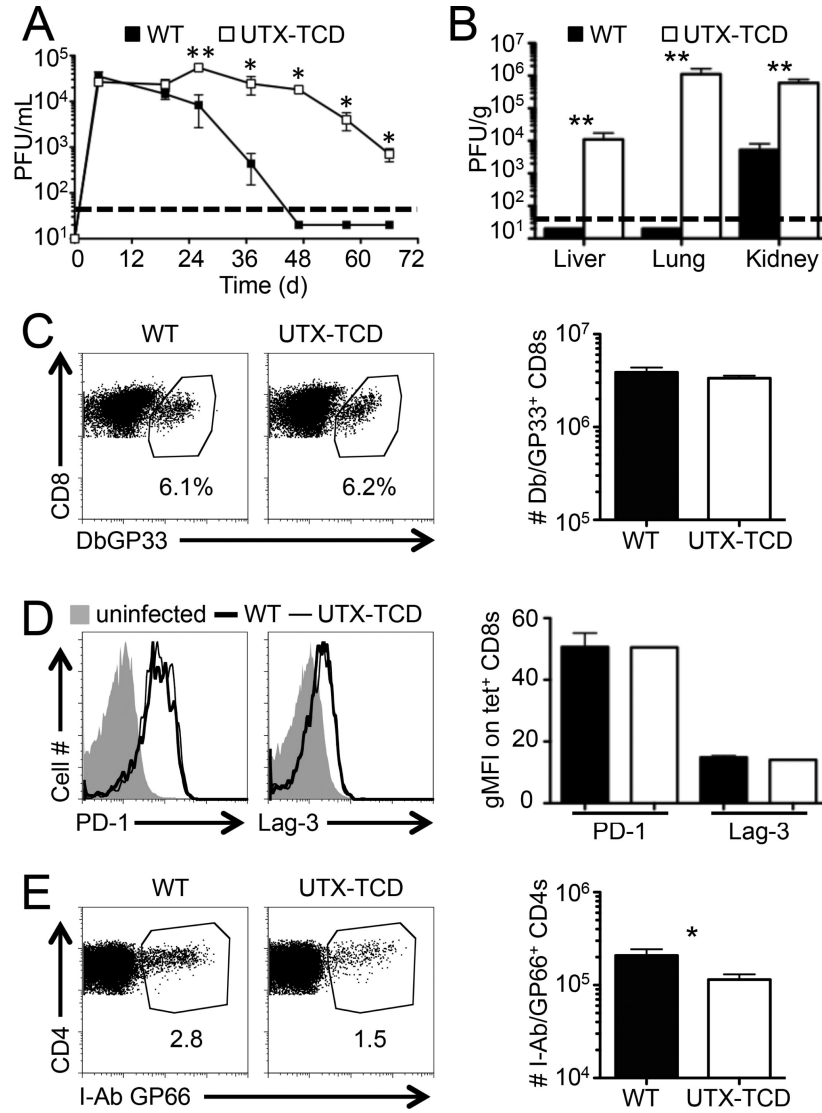 A
WT UTX-TCD
PFU/mL
10⁵
10⁴
10³
10²
10¹
** * * * *
0 12 24 36 48 60 72
Time (d)
B
WT UTX-TCD
PFU/g
10⁷
10⁶
10⁵
10⁴
10³
10²
10¹
** ** **
Liver Lung Kidney
C
WT UTX-TCD
CD8
6.1% 6.2%
DbGP33
# Db/GP33⁺ CD8s
10⁷
10⁶
10⁵
WT UTX-TCD
D
uninfected WT UTX-TCD
Cell #
PD-1 Lag-3
gMFI on tet⁺ CD8s
60
40
20
0
PD-1 Lag-3
E
WT UTX-TCD
CD4
2.8 1.5
I-Ab GP66
# I-Ab/GP66⁺ CD4s
10⁶
10⁵
10⁴
*
WT UTX-TCD